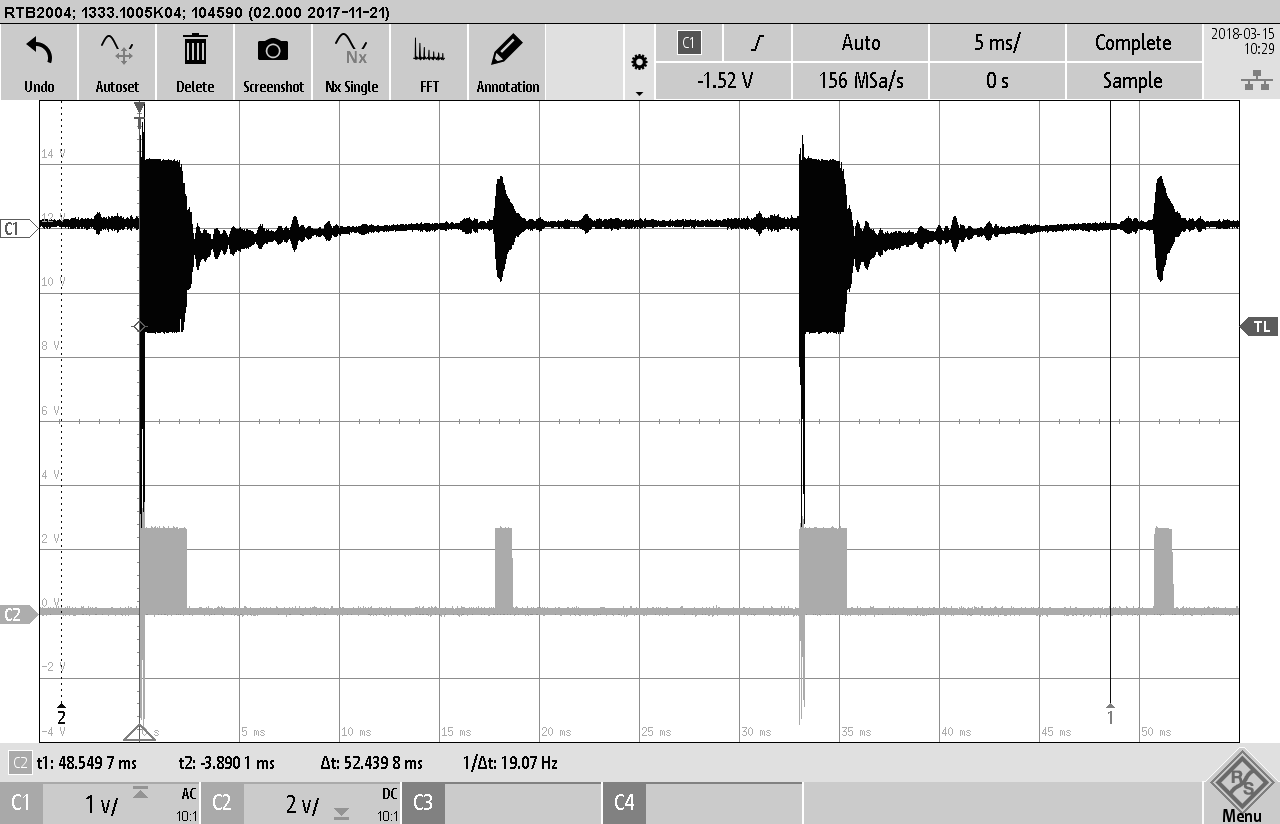 RTB2004; 1333.1005K04; 104590 (02.000 2017-11-21)
Undo
Autoset
Delete
Screenshot
Nx
Nx Single
FFT
Annotation
C1
Auto
5 ms/
Complete
2018-03-15
10:29
-1.52 V
156 MSa/s
0 s
Sample
T
14 V
12 V
C1
10 V
TL
8 V
6 V
4 V
2 V
0 V
C2
-2 V
2
1
-4 V
5 ms
10 ms
15 ms
20 ms
25 ms
30 ms
35 ms
40 ms
45 ms
50 ms
C2 t1: 48.549 7 ms t2: -3.890 1 ms Δt: 52.439 8 ms 1/Δt: 19.07 Hz
C1 1 V/ AC 10:1 C2 2 V/ DC 10:1 C3 C4
R S
Menu